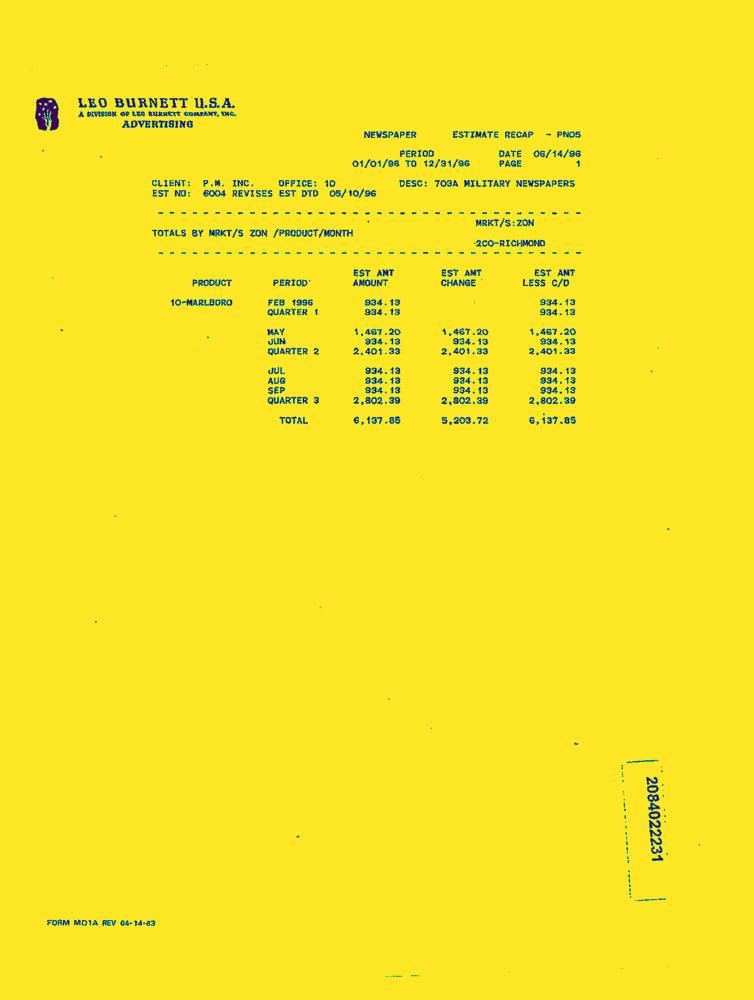 LEO BURNETT U.S.A.
A DIVISION OF LEO BURNETT COMPANY, INC.
ADVERTISING
NEWSPAPER ESTIMATE RECAP - PNO5
PERIOD DATE 06/14/96
01/01/96 TO 12/31/96 PAGE 1
CLIENT: P.M. INC. OFFICE: 10 DESC: 703A MILITARY NEWSPAPERS
EST NO: 6004 REVISES EST DTD 05/10/96
MRKT/S:ZON
TOTALS BY MRKT/S ZON /PRODUCT/MONTH
-2CO-RICHMOND
EST AMT EST AMT EST AMT
PRODUCT PERIOD AMOUNT CHANGE LESS C/D
10-MARLBORO FEB 1996 934.13 934.13
QUARTER 1 934.13 934.13
MAY 1,467.20 1,467.20 1,467.20
JUN 934.13 934.13 934.13
QUARTER 2 2,401.33 2,401.33 2,401.33
JUL 934.13 934.13 934.13
AUG 934.13 934.13 934.13
SEP 934.13 934.13 934.13
QUARTER 3 2,802.39 2,802.39 2,802.39
TOTAL 6,137.85 5,203.72 6,137.85
2084022231
FORM MO1A REV 04-14-83